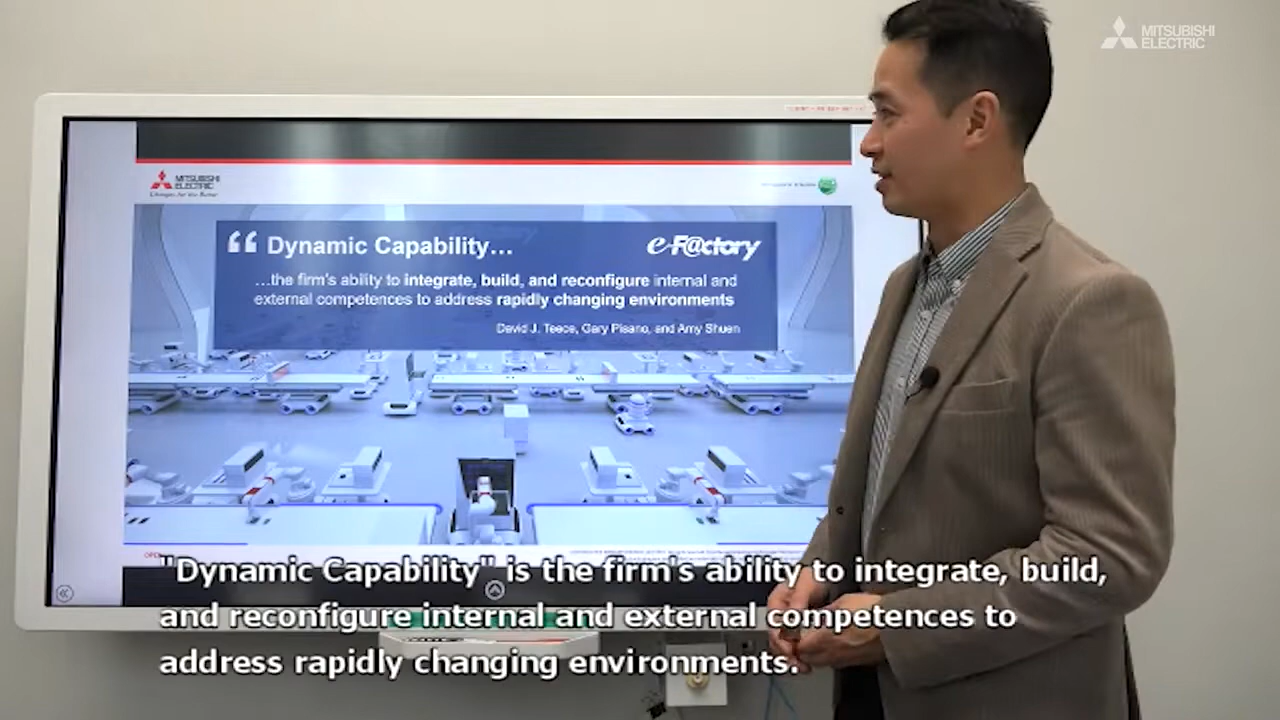 MITSUBISHI
ELECTRIC
MITSUBISHI
ELECTRIC
Changes for the Better
“ Dynamic Capability…
e-F@ctory
…the firm's ability to integrate, build, and reconfigure internal and
external competences to address rapidly changing environments
David J. Teece, Gary Pisano, and Amy Shuen
"Dynamic Capability" is the firm's ability to integrate, build,
and reconfigure internal and external competences to
address rapidly changing environments.